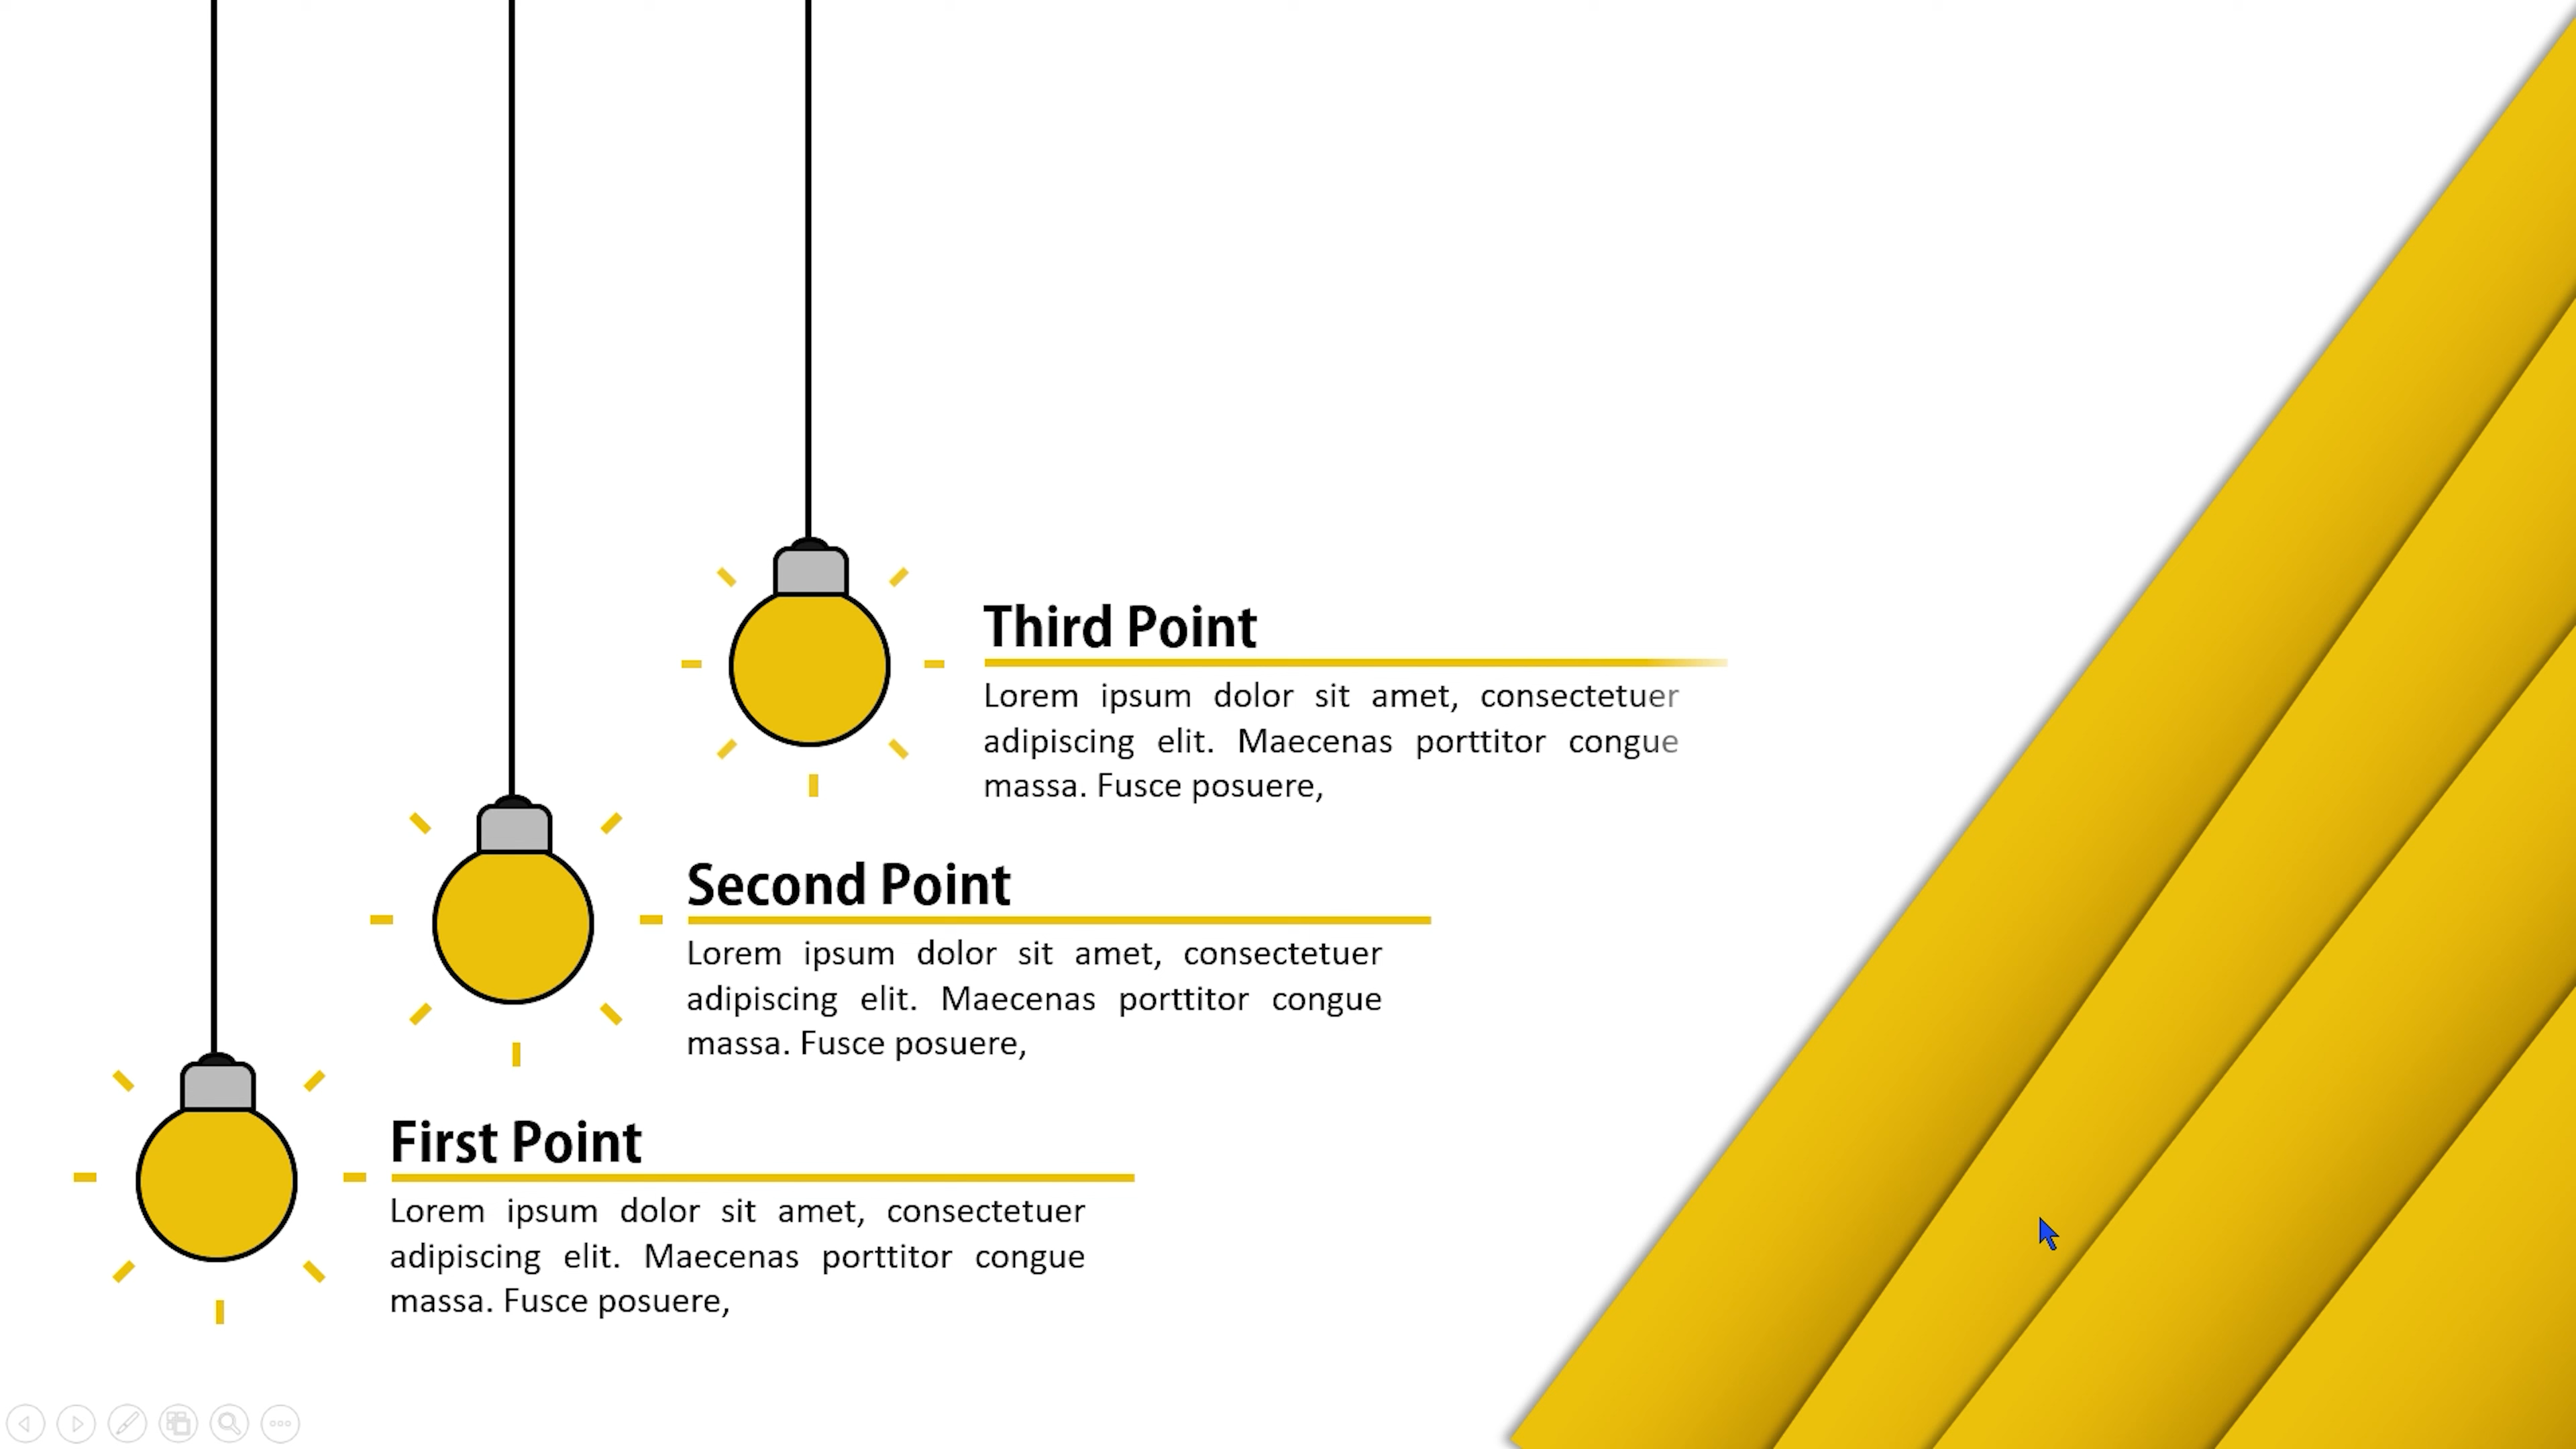 Third Point
Lorem ipsum dolor sit amet, consectetuer
adipiscing elit. Maecenas porttitor congue
massa. Fusce posuere,
Second Point
Lorem ipsum dolor sit amet, consectetuer
adipiscing elit. Maecenas porttitor congue
massa. Fusce posuere,
First Point
Lorem ipsum dolor sit amet, consectetuer
adipiscing elit. Maecenas porttitor congue
massa. Fusce posuere,